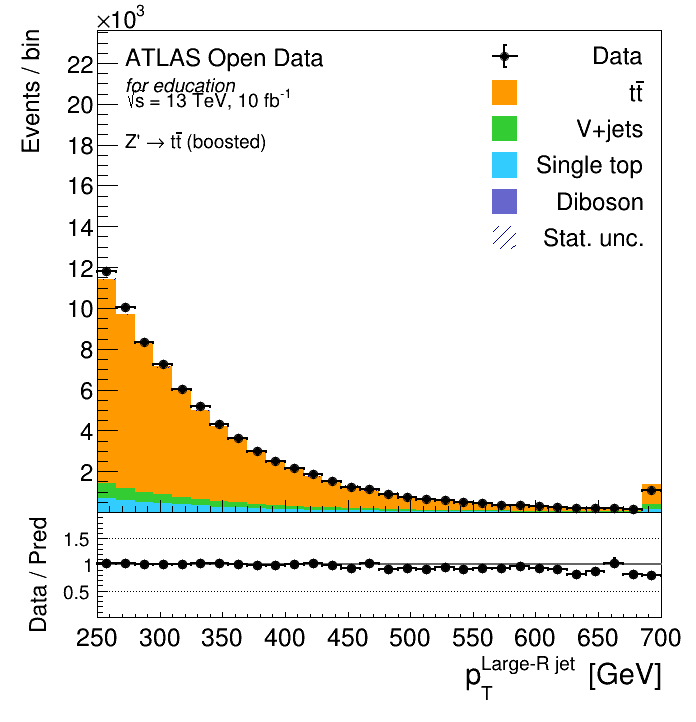 ×10³
Events / bin
22
20
18
16
14
12
10
8
6
4
2
ATLAS Open Data
for education
√s = 13 TeV, 10 fb⁻¹
Z' → tt̄ (boosted)
Data
tt̄
V+jets
Single top
Diboson
Stat. unc.
Data / Pred
1.5
1
0.5
250 300 350 400 450 500 550 600 650 700
p_T^Large-R jet [GeV]